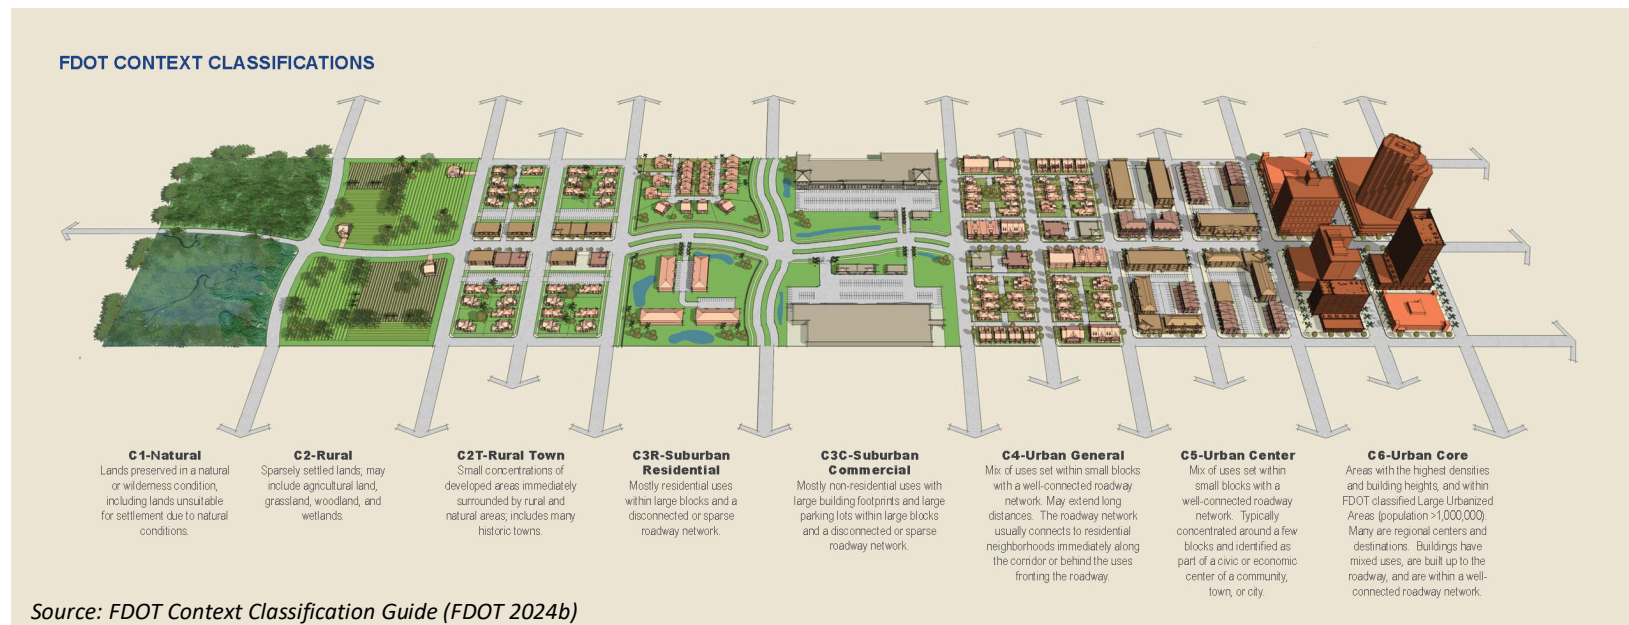 FDOT CONTEXT CLASSIFICATIONS
C1-Natural
Lands preserved in a natural
or wilderness condition,
including lands unsuitable
for settlement due to natural
conditions.
C2-Rural
Sparsely settled lands; may
include agricultural land,
grassland, woodland, and
wetlands.
C2T-Rural Town
Small concentrations of
developed areas immediately
surrounded by rural and
natural areas; includes many
historic towns.
C3R-Suburban
Residential
Mostly residential uses
within large blocks and a
disconnected or sparse
roadway network.
C3C-Suburban
Commercial
Mostly non-residential uses with
large building footprints and large
parking lots within large blocks
and a disconnected or sparse
roadway network.
C4-Urban General
Mix of uses set within small blocks
with a well-connected roadway
network. May extend long
distances. The roadway network
usually connects to residential
neighborhoods immediately along
the corridor or behind the uses
fronting the roadway.
C5-Urban Center
Mix of uses set within
small blocks with a
well-connected roadway
network. Typically
concentrated around a few
blocks and identified as
part of a civic or economic
center of a community,
town, or city.
C6-Urban Core
Areas with the highest densities
and building heights, and within
FDOT classified Large Urbanized
Areas (population >1,000,000).
Many are regional centers and
destinations. Buildings have
mixed uses, are built up to the
roadway, and are within a well-
connected roadway network.
Source: FDOT Context Classification Guide (FDOT 2024b)